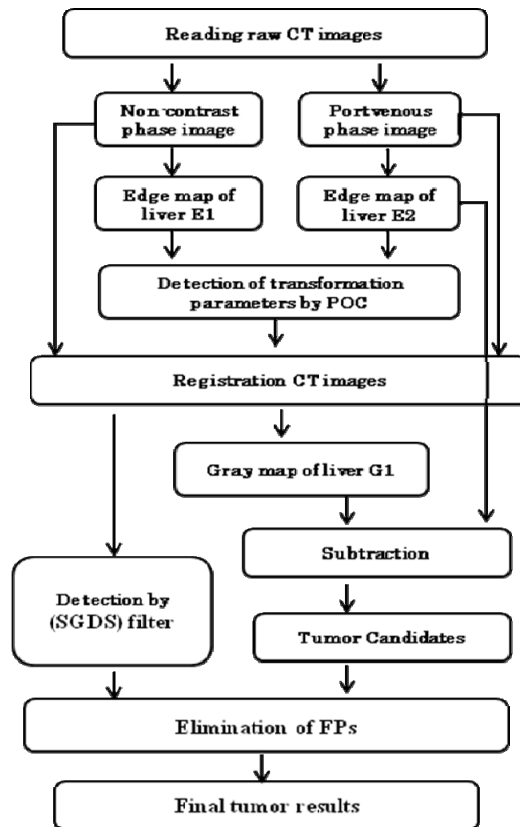 Reading raw CT images
Non-contrast
phase image
Portvenous
phase image
Edge map of
liver E1
Edge map of
liver E2
Detection of transformation
parameters by POC
Registration CT images
Gray map of liver G1
Subtraction
Detection by
(SGDS) filter
Tumor Candidates
Elimination of FPs
Final tumor results